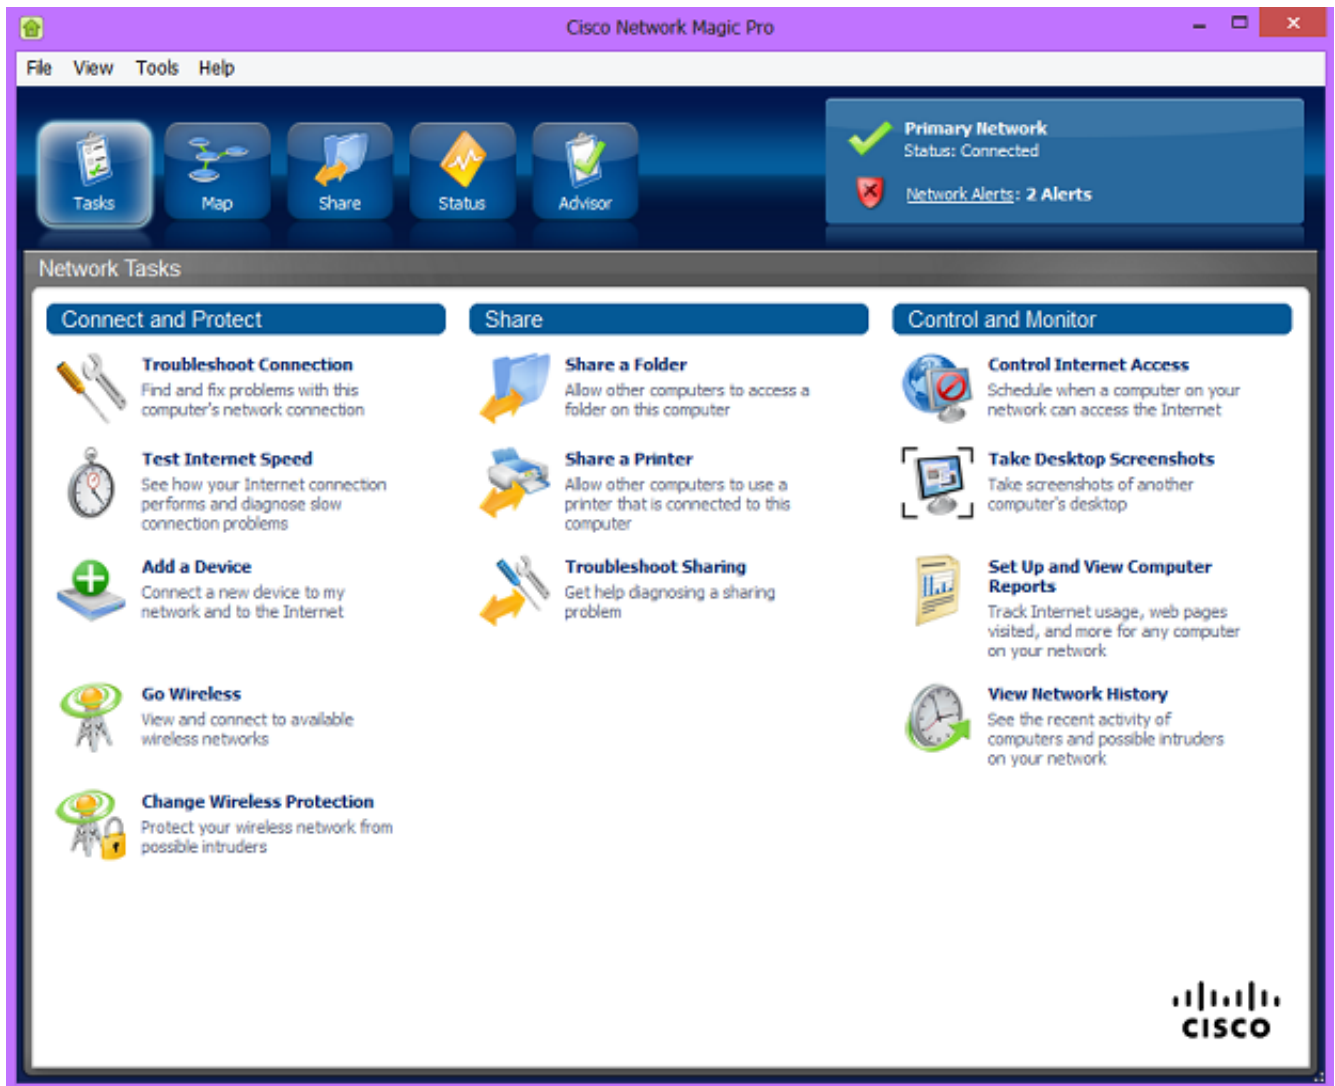 Cisco Network Magic Pro
File View Tools Help
Tasks
Map
Share
Status
Advisor
Primary Network
Status: Connected
Network Alerts: 2 Alerts
Network Tasks
Connect and Protect
Troubleshoot Connection
Find and fix problems with this
computer's network connection
Test Internet Speed
See how your Internet connection
performs and diagnose slow
connection problems
Add a Device
Connect a new device to my
network and to the Internet
Go Wireless
View and connect to available
wireless networks
Change Wireless Protection
Protect your wireless network from
possible intruders
Share
Share a Folder
Allow other computers to access a
folder on this computer
Share a Printer
Allow other computers to use a
printer that is connected to this
computer
Troubleshoot Sharing
Get help diagnosing a sharing
problem
Control and Monitor
Control Internet Access
Schedule when a computer on your
network can access the Internet
Take Desktop Screenshots
Take screenshots of another
computer's desktop
Set Up and View Computer
Reports
Track Internet usage, web pages
visited, and more for any computer
on your network
View Network History
See the recent activity of
computers and possible intruders
on your network
CISCO